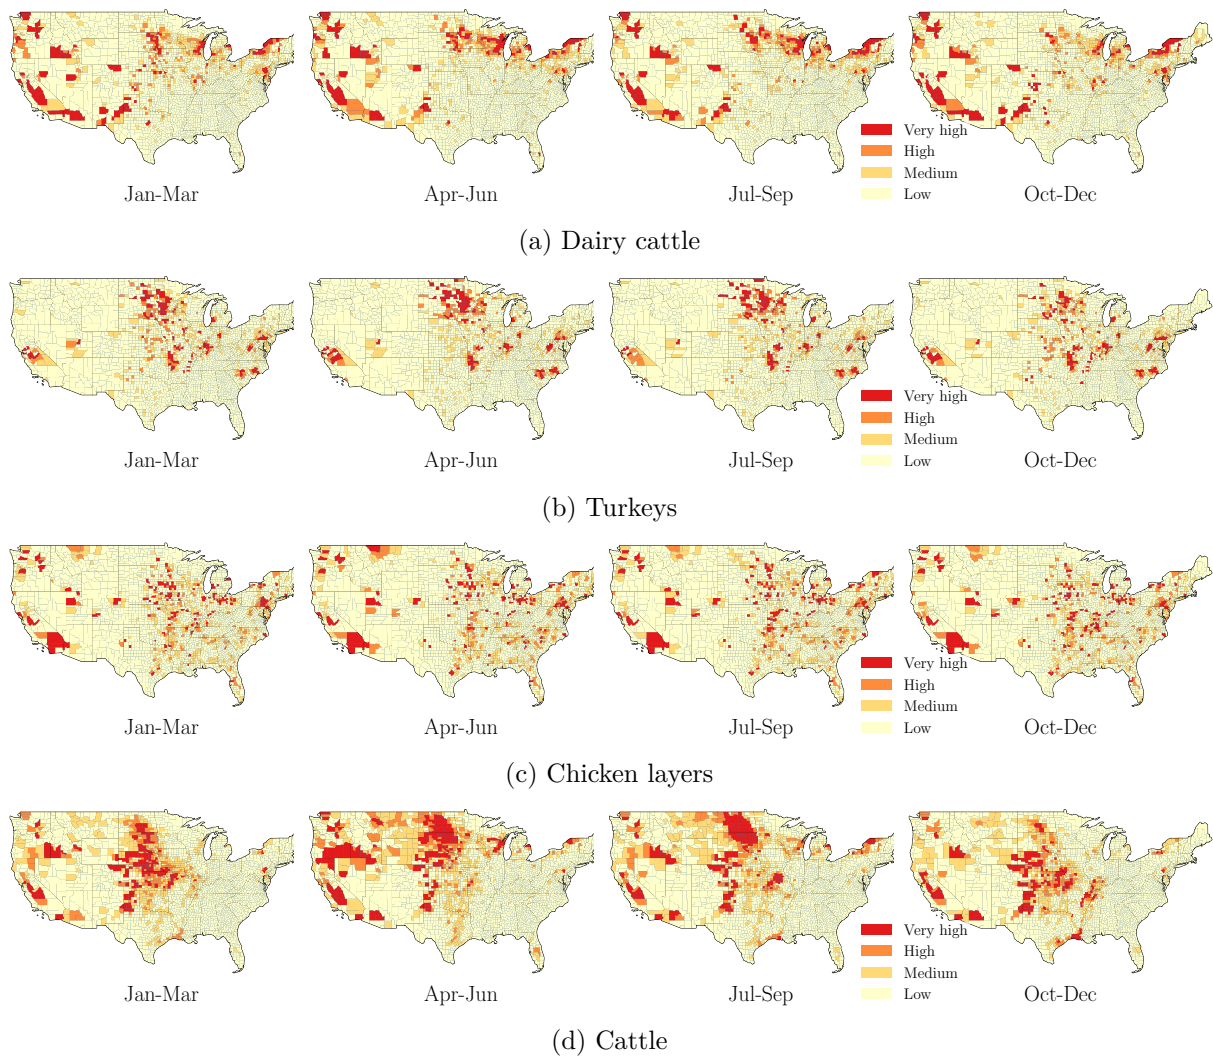 Very high
High
Medium
Low
Jan-Mar
Apr-Jun
Jul-Sep
Oct-Dec
(a) Dairy cattle
Very high
High
Medium
Low
Jan-Mar
Apr-Jun
Jul-Sep
Oct-Dec
(b) Turkeys
Very high
High
Medium
Low
Jan-Mar
Apr-Jun
Jul-Sep
Oct-Dec
(c) Chicken layers
Very high
High
Medium
Low
Jan-Mar
Apr-Jun
Jul-Sep
Oct-Dec
(d) Cattle